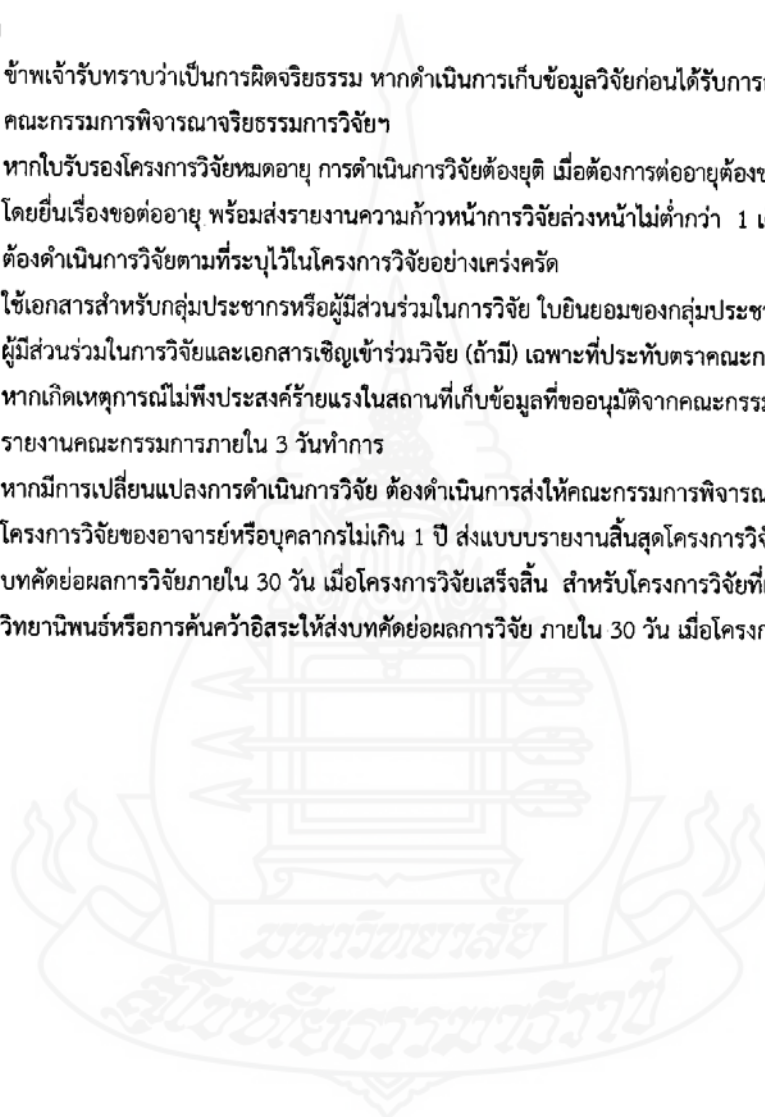 ข้าพเจ้ารับทราบว่าเป็นการผิดจริยธรรม หากดำเนินการเก็บข้อมูลวิจัยก่อนได้รับการ
คณะกรรมการพิจารณาจริยธรรมการวิจัยฯ
หากใบรับรองโครงการวิจัยหมดอายุ การดำเนินการวิจัยต้องยุติ เมื่อต้องการต่ออายุต้อง
โดยยื่นเรื่องขอต่ออายุ พร้อมส่งรายงานความก้าวหน้าการวิจัยล่วงหน้าไม่ต่ำกว่า 1
ต้องดำเนินการวิจัยตามที่ระบุไว้ในโครงการวิจัยอย่างเคร่งครัด
ใช้เอกสารสำหรับกลุ่มประชากรหรือผู้มีส่วนร่วมในการวิจัย ใบยินยอมของกลุ่มประชา
ผู้มีส่วนร่วมในการวิจัยและเอกสารเชิญเข้าร่วมวิจัย (ถ้ามี) เฉพาะที่ประทับตราคณะก
หากเกิดเหตุการณ์ไม่พึงประสงค์ร้ายแรงในสถานที่เก็บข้อมูลที่ขออนุมัติจากคณะกรรม
รายงานคณะกรรมการภายใน 3 วันทำการ
หากมีการเปลี่ยนแปลงการดำเนินการวิจัย ต้องดำเนินการส่งให้คณะกรรมการพิจารณ
โครงการวิจัยของอาจารย์หรือบุคลากรไม่เกิน 1 ปี ส่งแบบบรายงานสิ้นสุดโครงการวิจั
บทคัดย่อผลการวิจัยภายใน 30 วัน เมื่อโครงการวิจัยเสร็จสิ้น สำหรับโครงการวิจัยที่
วิทยานิพนธ์หรือการค้นคว้าอิสระให้ส่งบทคัดย่อผลการวิจัย ภายใน 30 วัน เมื่อโครงก
มหาวิทยาลัย
สุโขทัยธรรมาธิราช